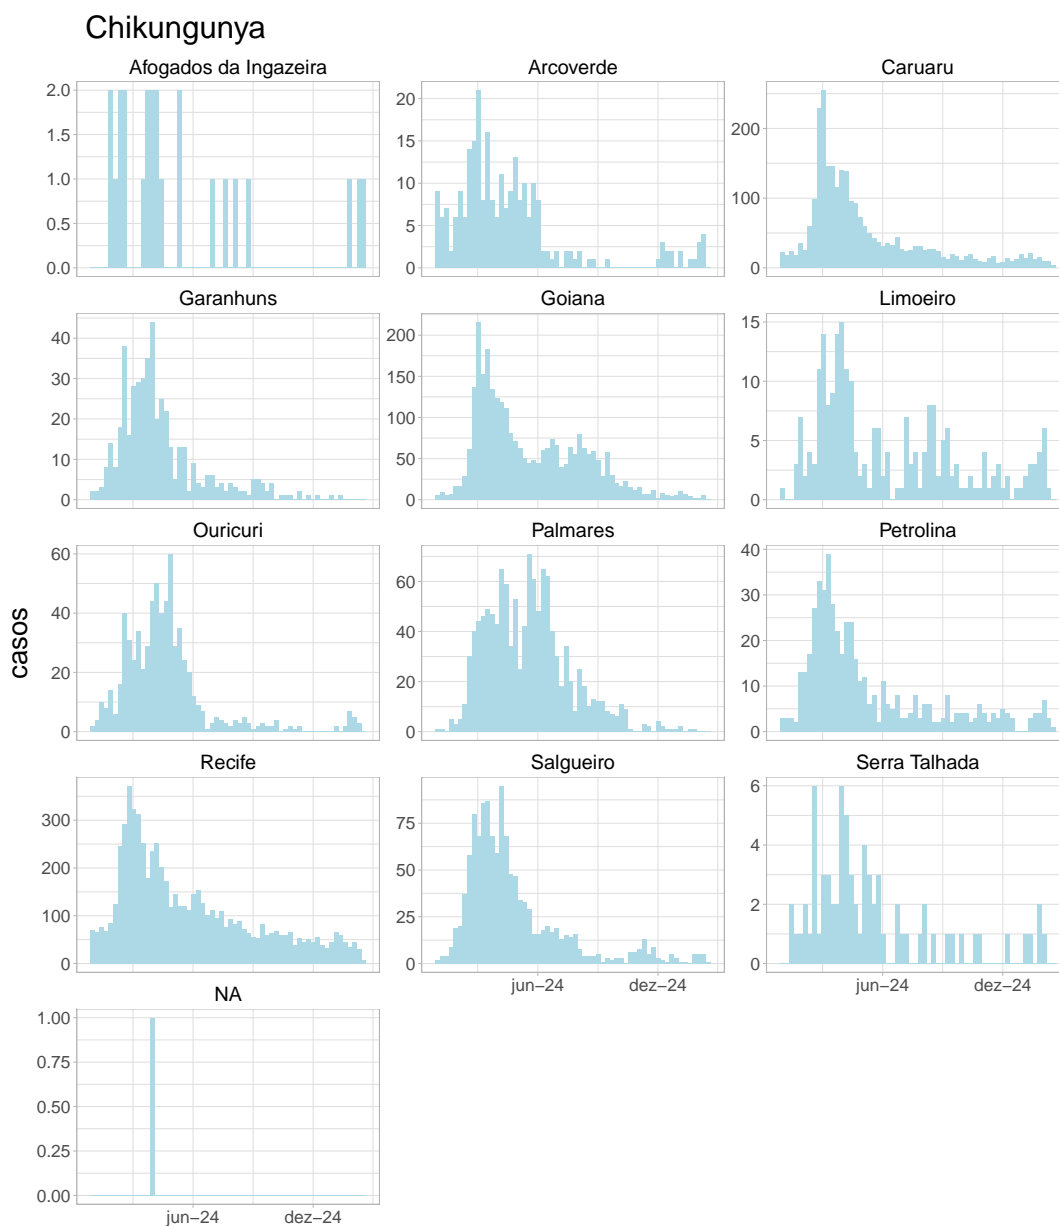 Chikungunya
Afogados da Ingazeira
Arcoverde
Caruaru
2.0
1.5
1.0
0.5
0.0
20
15
10
5
0
200
100
0
Garanhuns
Goiana
Limoeiro
40
30
20
10
0
200
150
100
50
0
15
10
5
0
Ouricuri
Palmares
Petrolina
60
40
20
0
60
40
20
0
40
30
20
10
0
casos
Recife
Salgueiro
Serra Talhada
300
200
100
0
75
50
25
0
6
4
2
0
jun−24
dez−24
jun−24
dez−24
NA
1.00
0.75
0.50
0.25
0.00
jun−24
dez−24